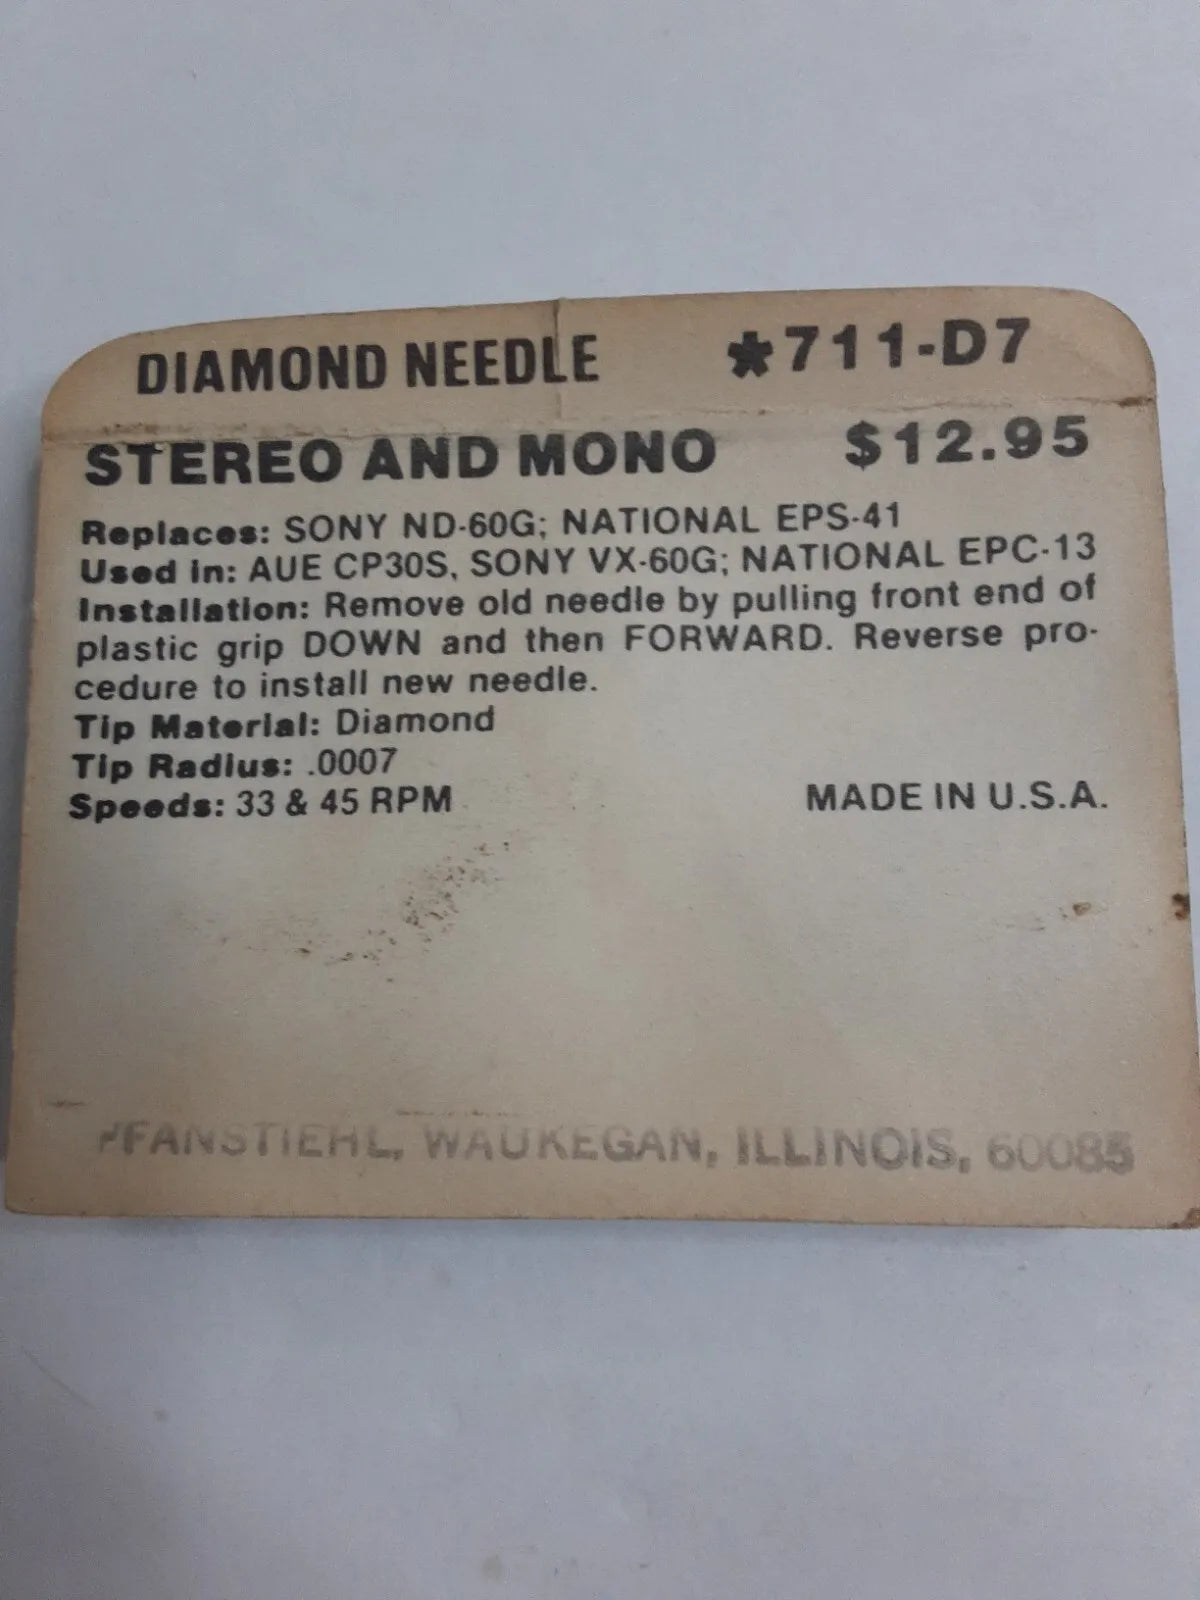 DIAMOND NEEDLE *711-D7
STEREO AND MONO $12.95
Replaces: SONY ND-60G; NATIONAL EPS-41
Used in: AUE CP30S, SONY VX-60G; NATIONAL EPC-13
Installation: Remove old needle by pulling front end of
plastic grip DOWN and then FORWARD. Reverse pro-
cedure to install new needle.
Tip Material: Diamond
Tip Radius: .0007
Speeds: 33 & 45 RPM MADE IN U.S.A.
PFANSTIEHL, WAUKEGAN, ILLINOIS, 60085